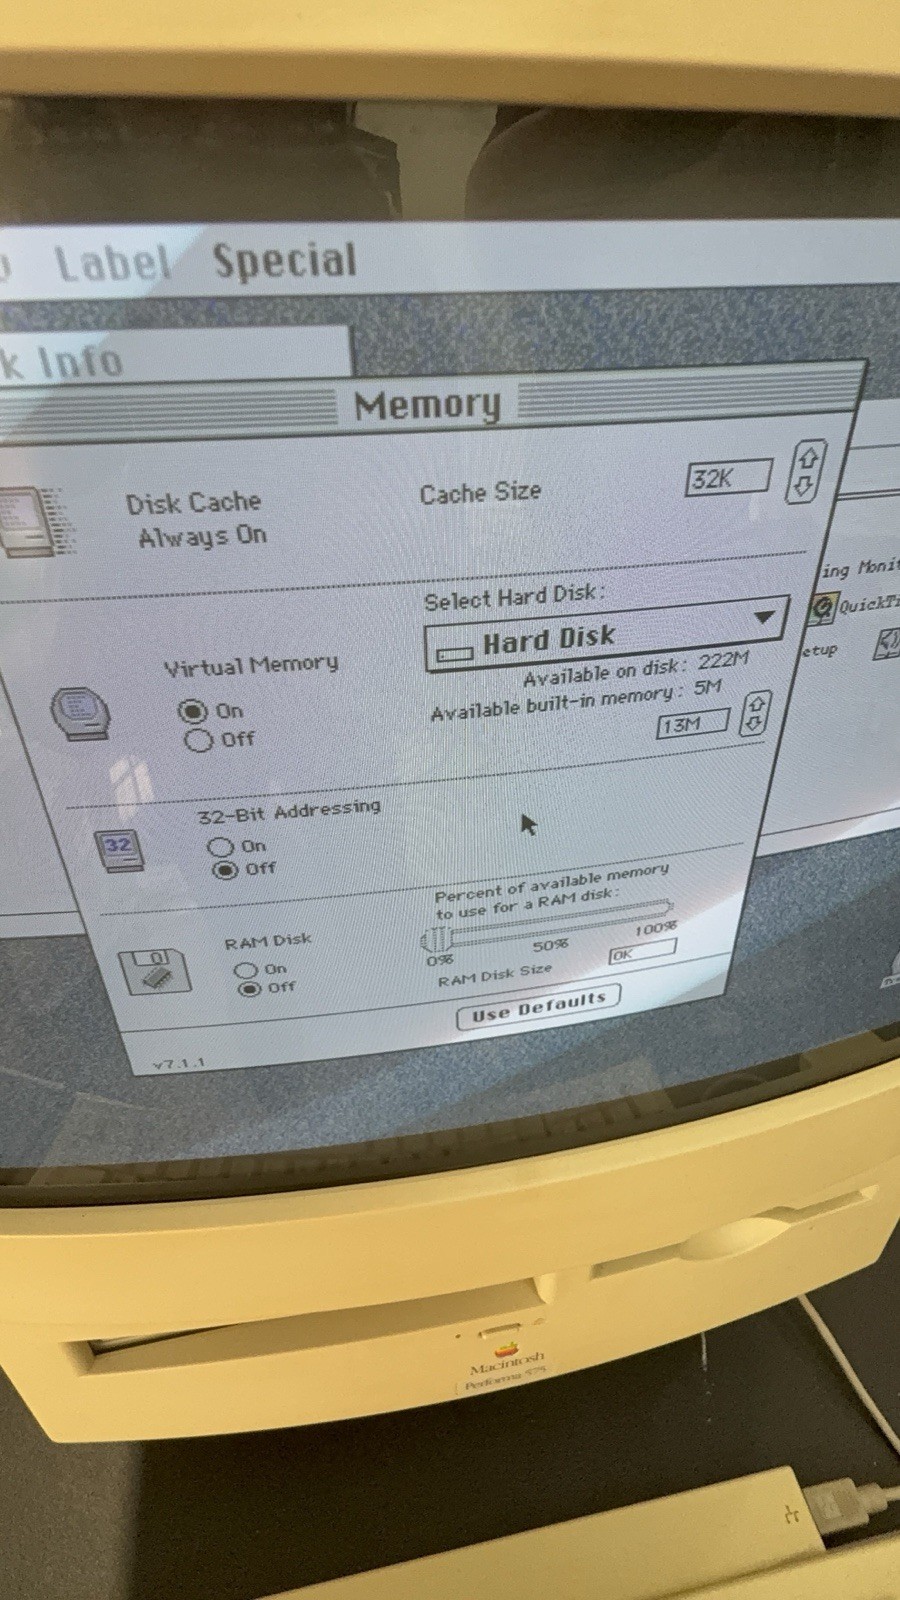 Label Special
k Info
Memory
Disk Cache
Always On
Cache Size
32K
Select Hard Disk:
Hard Disk
Virtual Memory
On
Off
Available on disk: 222M
Available built-in memory: 5M
13M
32-Bit Addressing
32
On
Off
Percent of available memory
to use for a RAM disk:
0% 50% 100%
RAM Disk
On
Off
RAM Disk Size
0K
Use Defaults
v7.1.1
ing Monit
QuickTi
etup
Macintosh
Performa 575